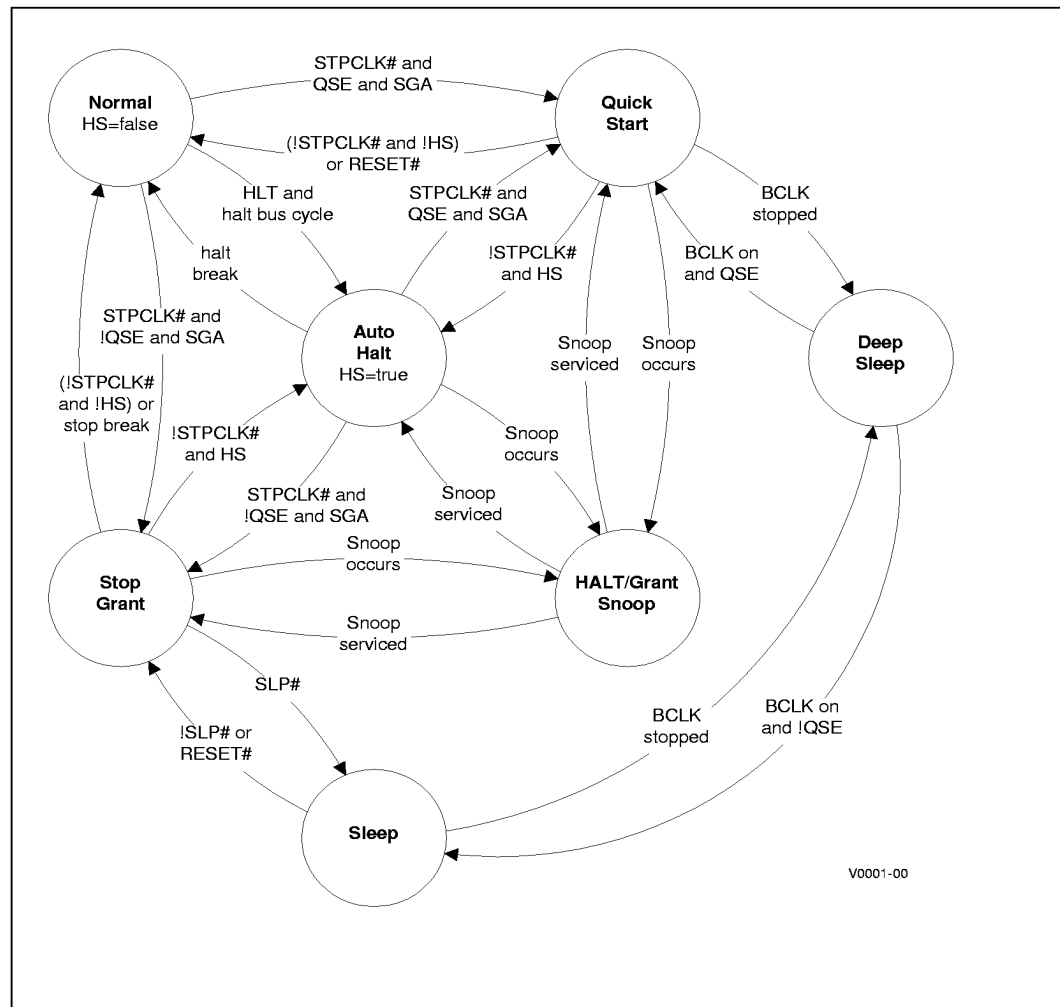 STPCLK# and
QSE and SGA
Normal
HS=false
Quick
Start
(!STPCLK# and !HS)
or RESET#
HLT and
halt bus cycle
STPCLK# and
QSE and SGA
BCLK
stopped
halt
break
!STPCLK#
and HS
BCLK on
and QSE
STPCLK# and
!QSE and SGA
Auto
Halt
HS=true
Snoop
serviced
Snoop
occurs
Deep
Sleep
(!STPCLK#
and !HS) or
stop break
!STPCLK#
and HS
Snoop
occurs
STPCLK# and
!QSE and SGA
Snoop
serviced
Stop
Grant
Snoop
occurs
HALT/Grant
Snoop
Snoop
serviced
SLP#
!SLP# or
RESET#
BCLK
stopped
BCLK on
and !QSE
Sleep
V0001-00